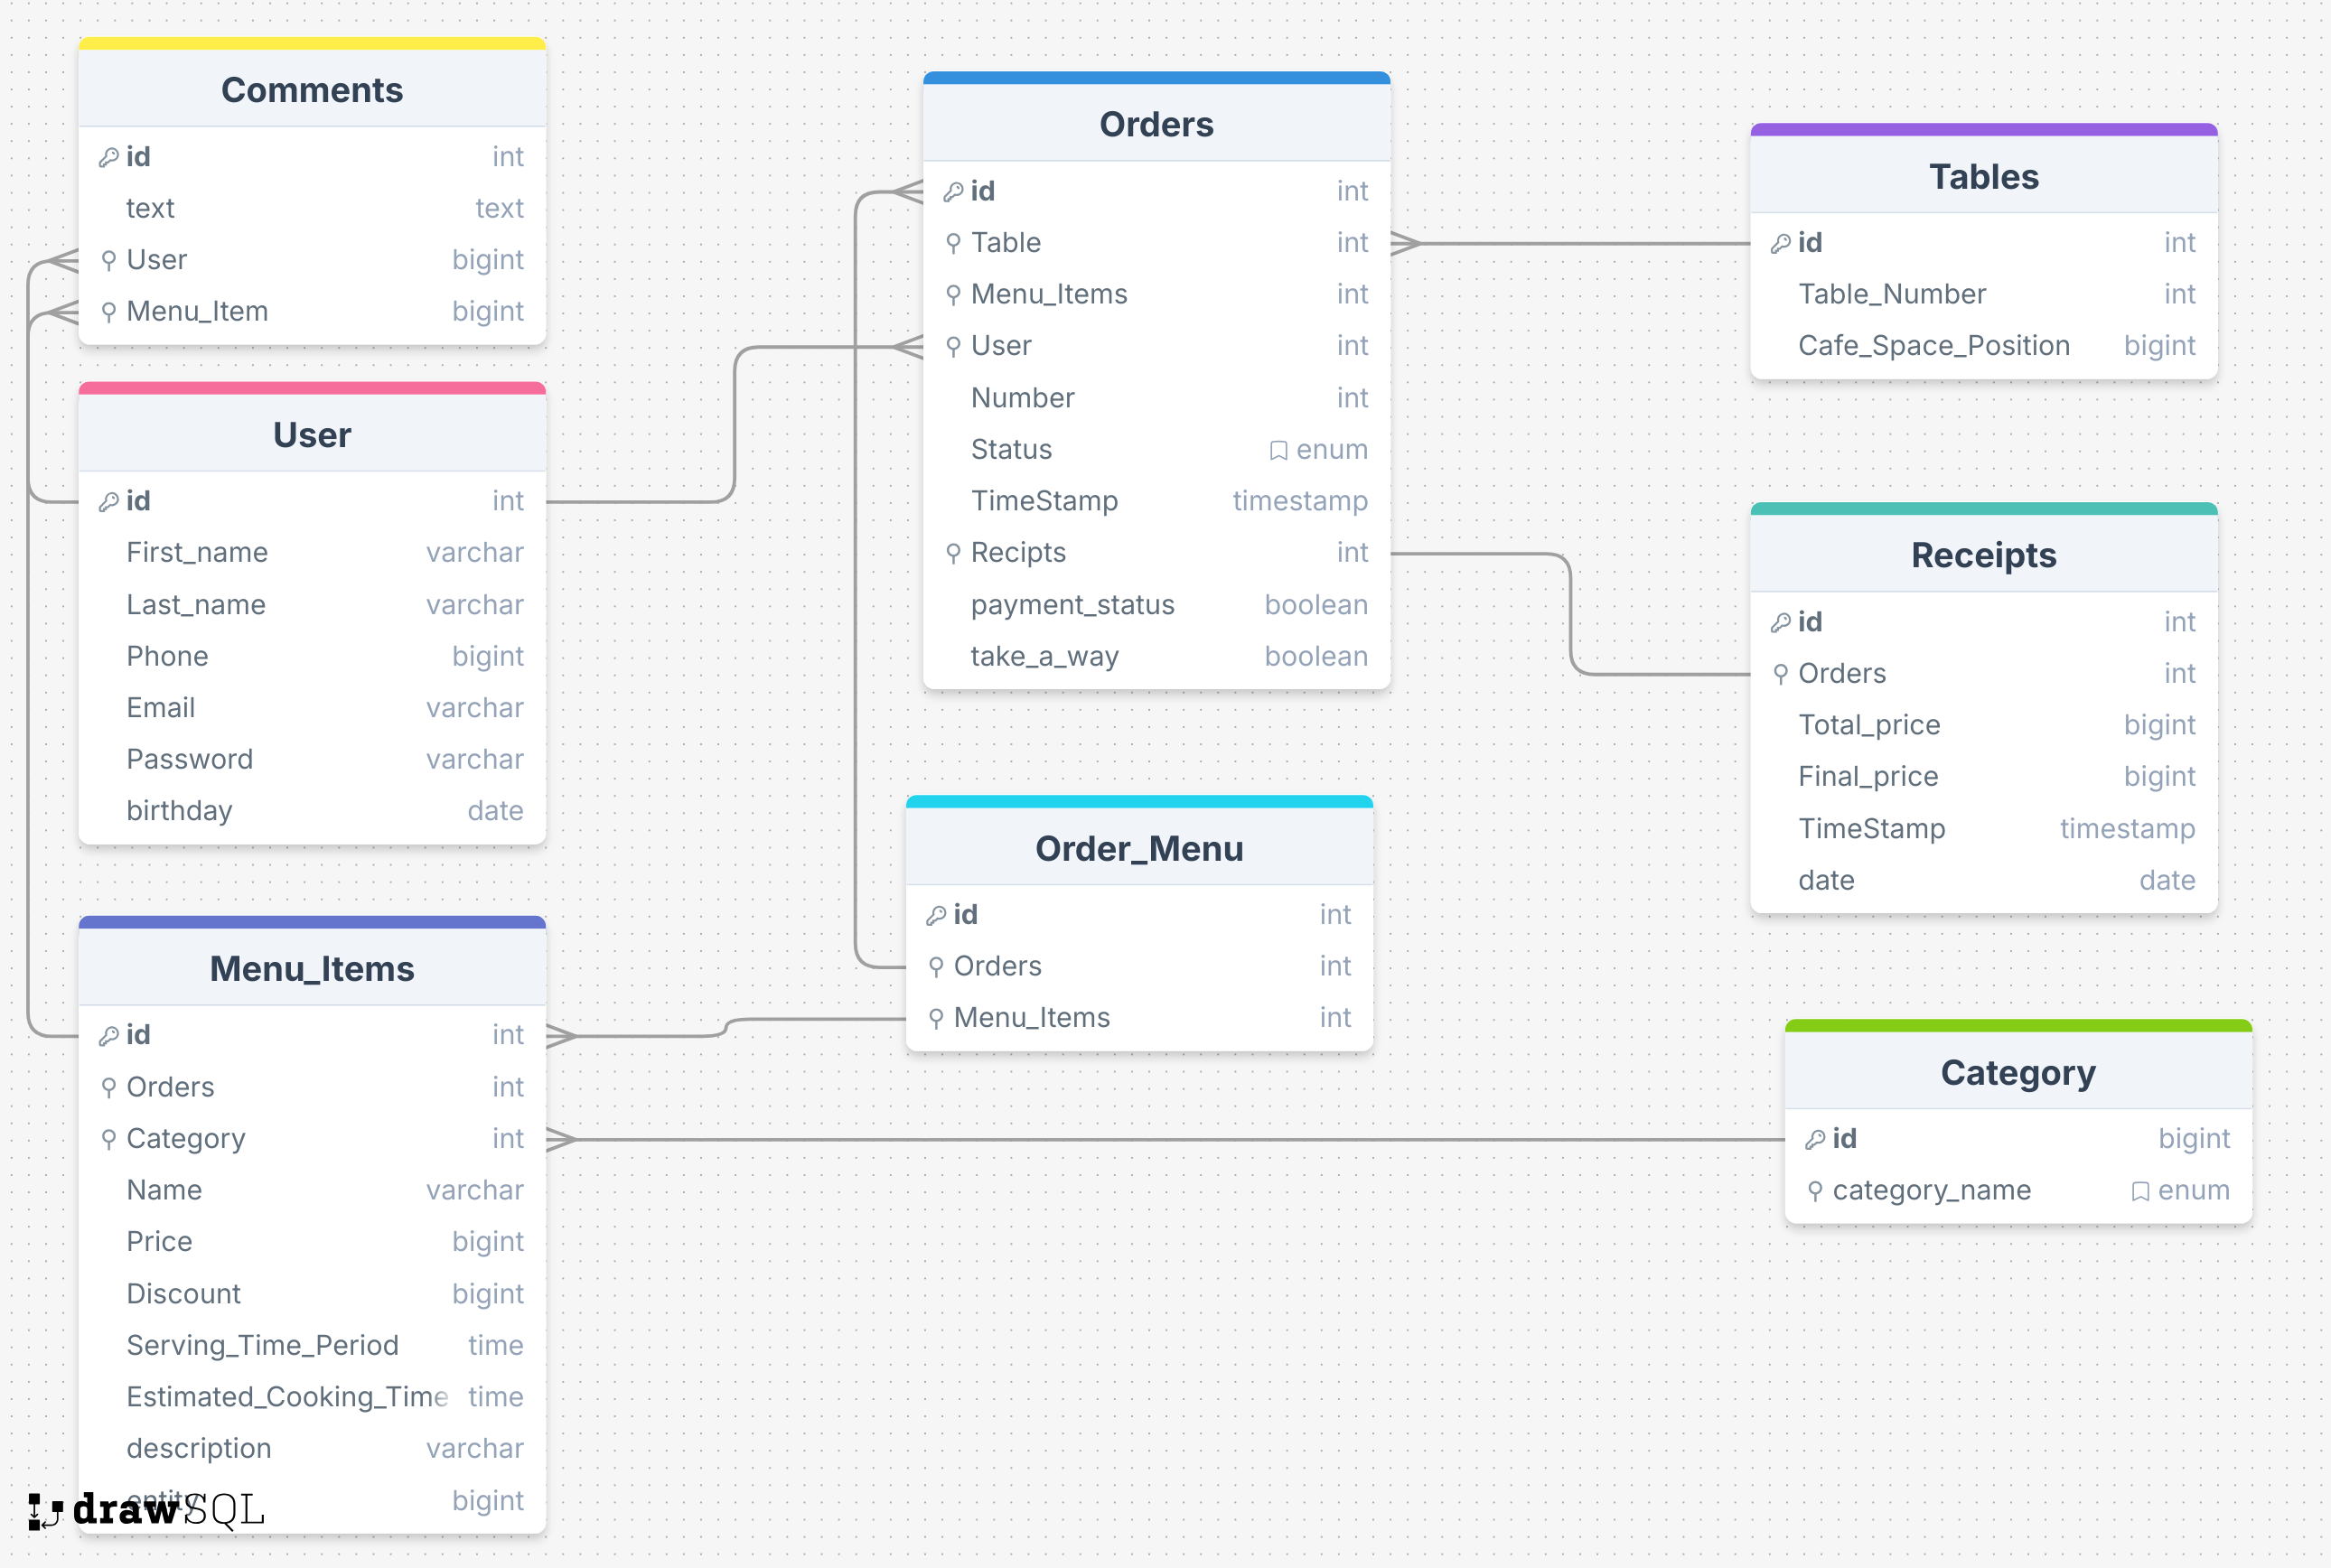 Comments
id int
text text
User bigint
Menu_Item bigint
User
id int
First_name varchar
Last_name varchar
Phone bigint
Email varchar
Password varchar
birthday date
Menu_Items
id int
Orders int
Category int
Name varchar
Price bigint
Discount bigint
Serving_Time_Period time
Estimated_Cooking_Time time
description varchar
entity bigint
Orders
id int
Table int
Menu_Items int
User int
Number int
Status enum
TimeStamp timestamp
Recipts int
payment_status boolean
take_a_way boolean
Order_Menu
id int
Orders int
Menu_Items int
Tables
id int
Table_Number int
Cafe_Space_Position bigint
Receipts
id int
Orders int
Total_price bigint
Final_price bigint
TimeStamp timestamp
date date
Category
id bigint
category_name enum
drawSQL